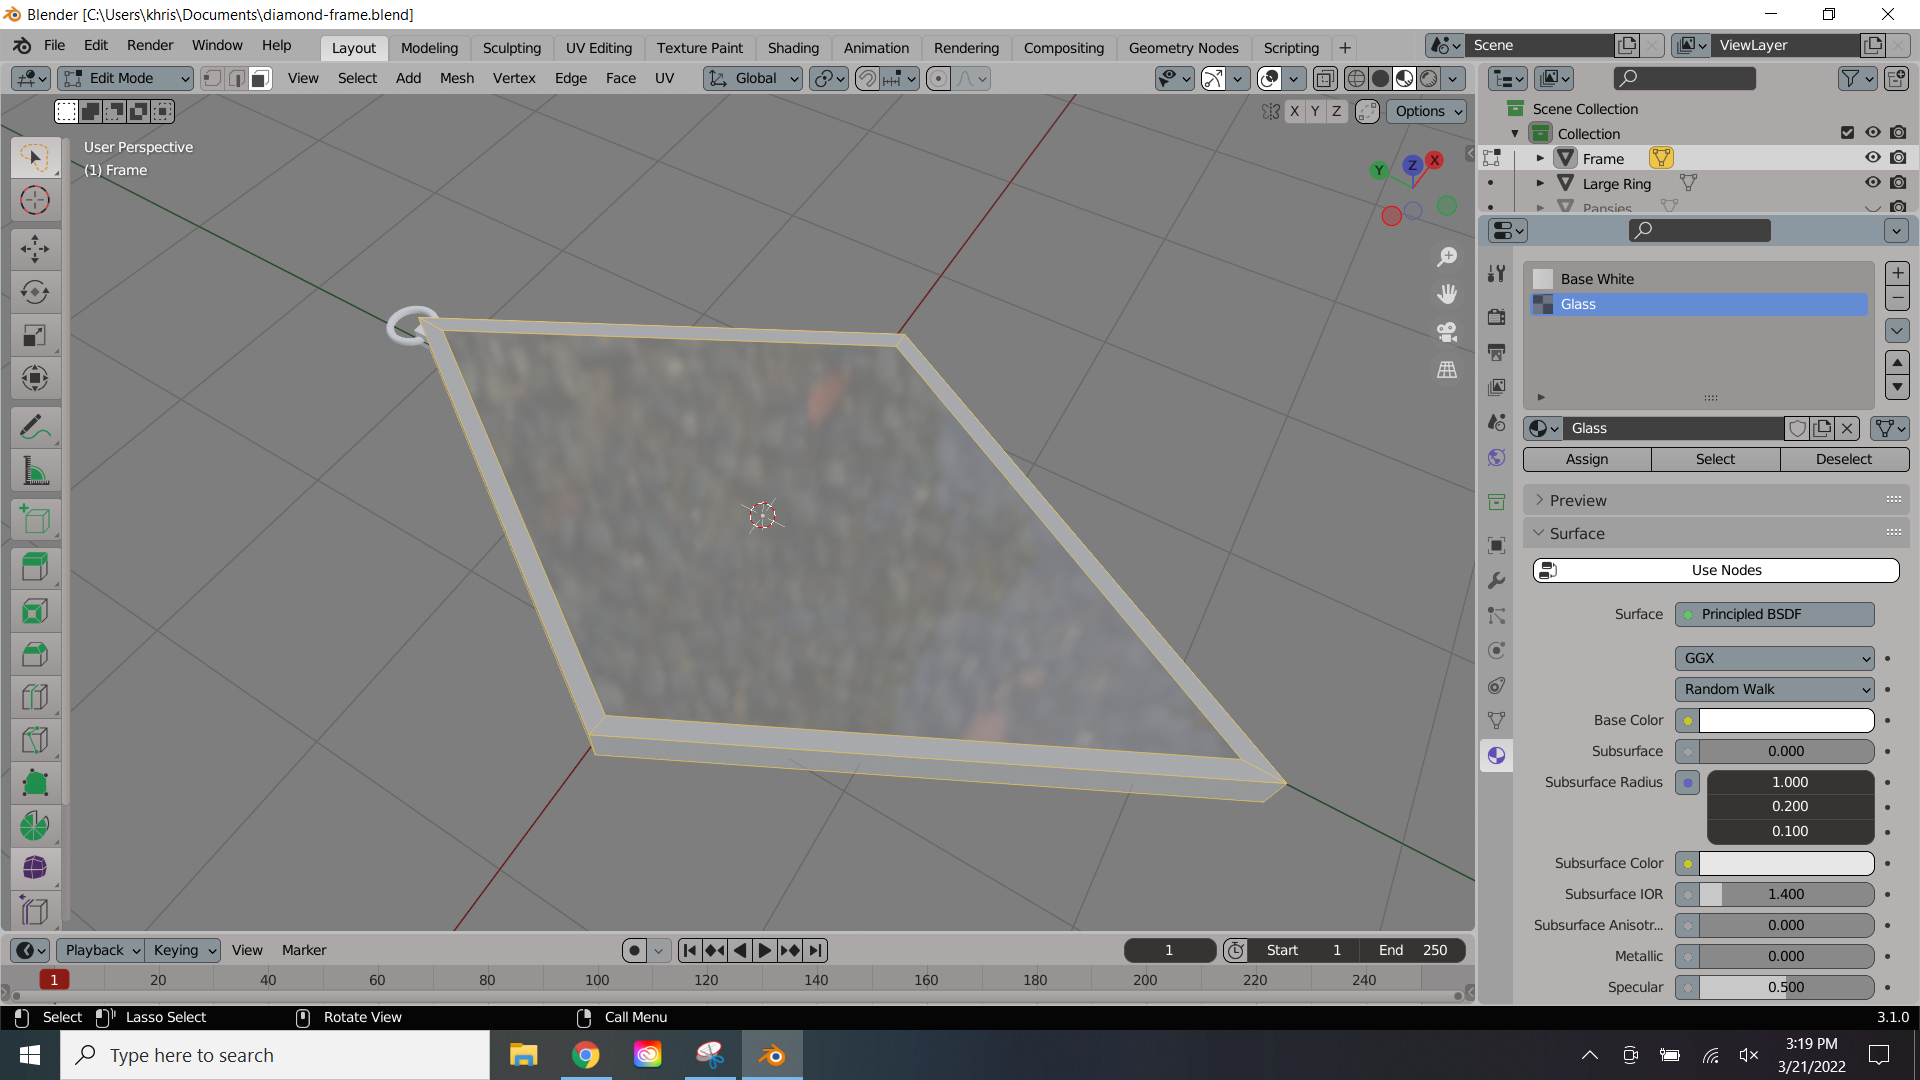 Blender [C:\Users\khris\Documents\diamond-frame.blend]
File Edit Render Window Help Layout Modeling Sculpting UV Editing Texture Paint Shading Animation Rendering Compositing Geometry Nodes Scripting + Scene ViewLayer
Edit Mode View Select Add Mesh Vertex Edge Face UV Global
X Y Z Options
User Perspective
(1) Frame
X Y Z
Scene Collection
Collection
Frame
Large Ring
Pansies
Base White
Glass
Glass
Assign Select Deselect
Preview
Surface
Use Nodes
Surface Principled BSDF
GGX
Random Walk
Base Color
Subsurface 0.000
Subsurface Radius 1.000
0.200
0.100
Subsurface Color
Subsurface IOR 1.400
Subsurface Anisotr... 0.000
Metallic 0.000
Specular 0.500
Playback Keying View Marker 1 Start 1 End 250
1 20 40 60 80 100 120 140 160 180 200 220 240
Select Lasso Select Rotate View Call Menu 3.1.0
Type here to search
3:19 PM
3/21/2022